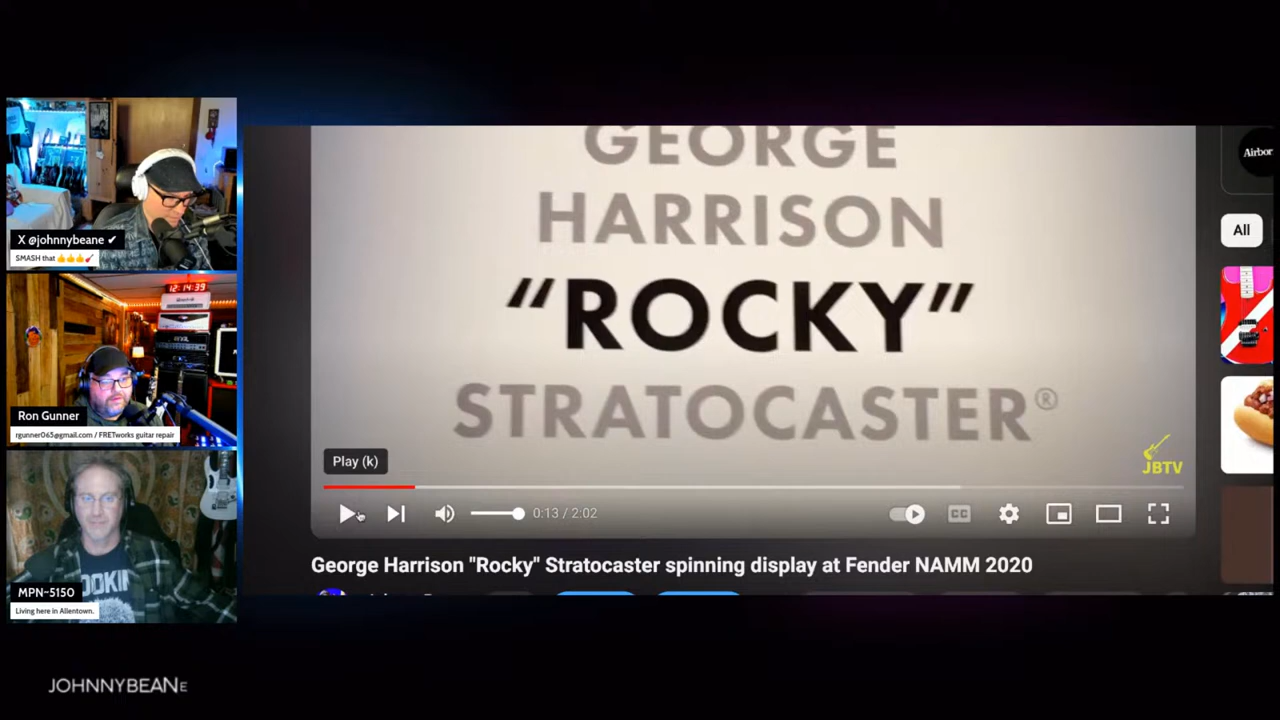 X @johnnybeane ✔
SMASH that 👍👍👍🎸
12:14:39
Ron Gunner
rgunner065@gmail.com / FRETworks guitar repair
OOKIN
MPN-5150
Living here in Allentown.
GEORGE
HARRISON
“ROCKY”
STRATOCASTER®
JBTV
Play (k)
0:13 / 2:02
CC
George Harrison "Rocky" Stratocaster spinning display at Fender NAMM 2020
Airbor
All
JOHNNYBEANE